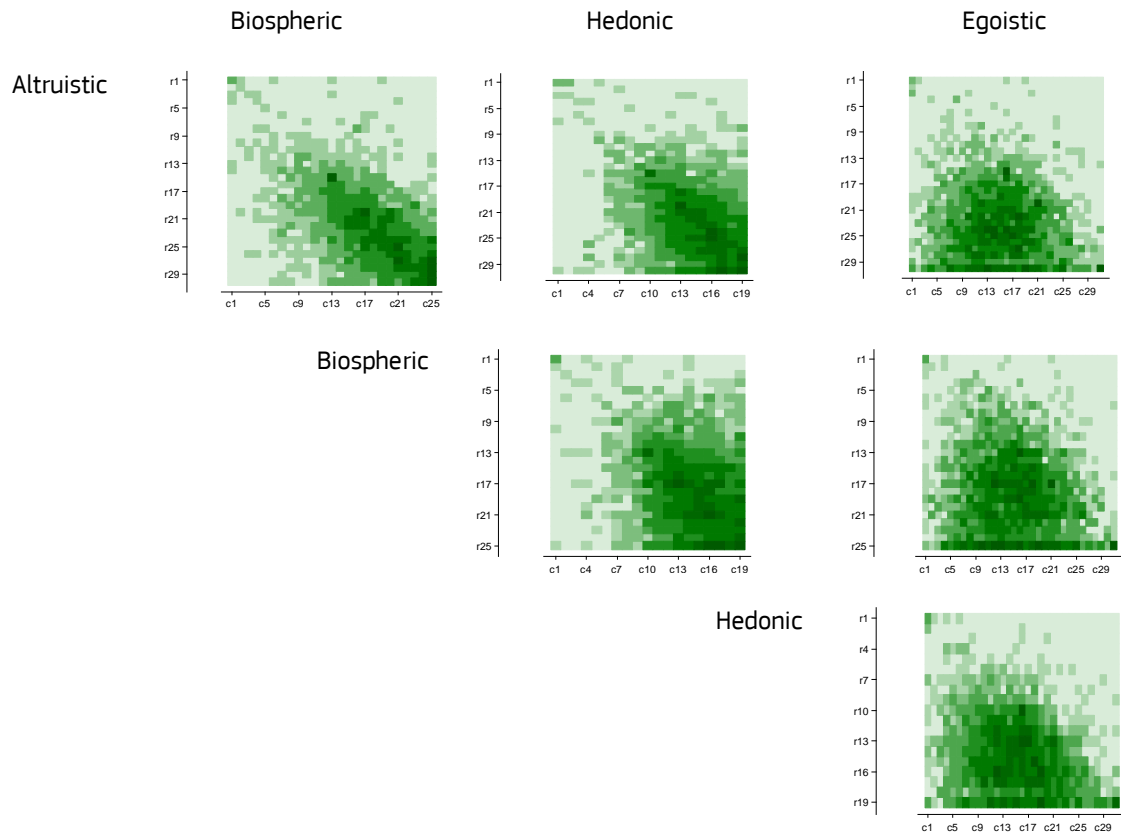 Biospheric Hedonic Egoistic
Altruistic
r1 r5 r9 r13 r17 r21 r25 r29
c1 c5 c9 c13 c17 c21 c25
r1 r5 r9 r13 r17 r21 r25 r29
c1 c4 c7 c10 c13 c16 c19
r1 r5 r9 r13 r17 r21 r25 r29
c1 c5 c9 c13 c17 c21 c25 c29
Biospheric
r1 r5 r9 r13 r17 r21 r25
c1 c4 c7 c10 c13 c16 c19
r1 r5 r9 r13 r17 r21 r25
c1 c5 c9 c13 c17 c21 c25 c29
Hedonic
r1 r4 r7 r10 r13 r16 r19
c1 c5 c9 c13 c17 c21 c25 c29